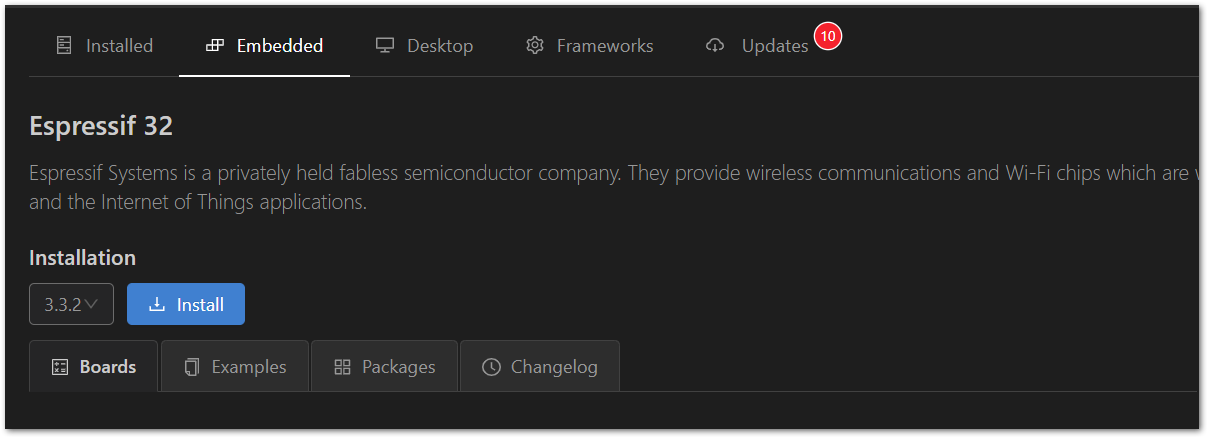 Installed Embedded Desktop Frameworks Updates 10
Espressif 32
Espressif Systems is a privately held fabless semiconductor company. They provide wireless communications and Wi-Fi chips which are
and the Internet of Things applications.
Installation
3.3.2 Install
Boards Examples Packages Changelog